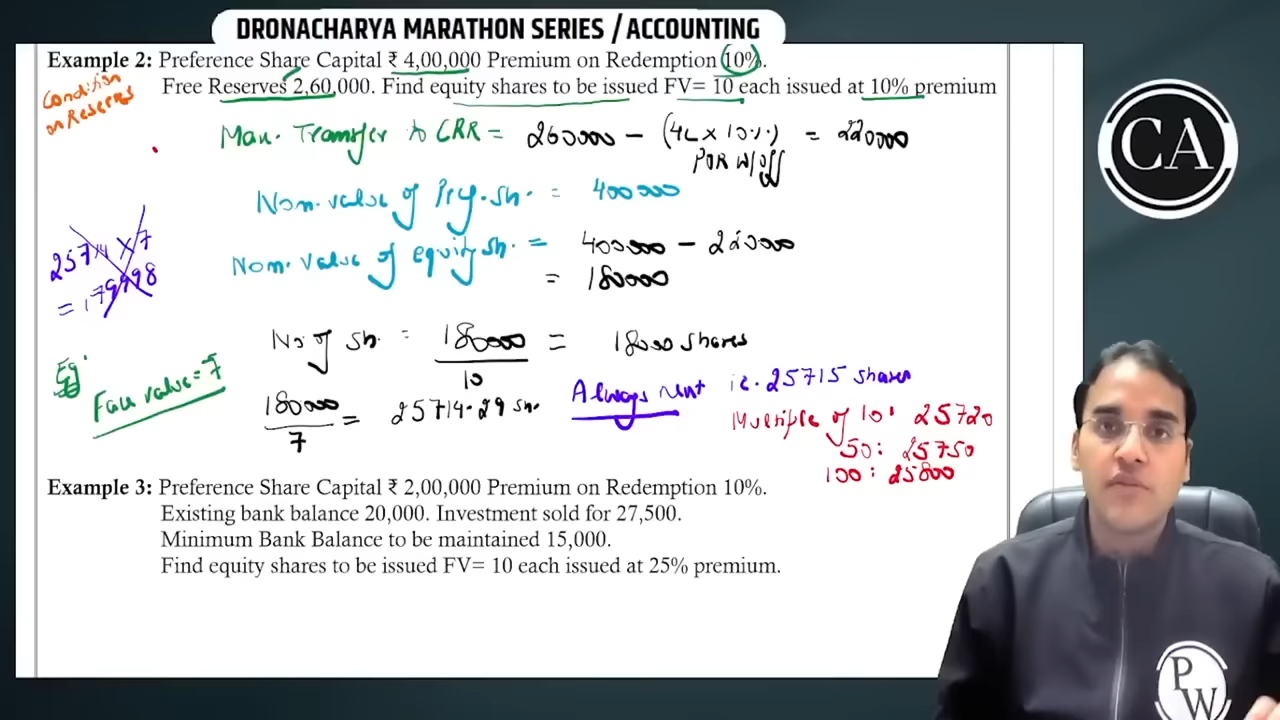 DRONACHARYA MARATHON SERIES / ACCOUNTING
Example 2: Preference Share Capital ₹ 4,00,000 Premium on Redemption 10%.
Free Reserves 2,60,000. Find equity shares to be issued FV= 10 each issued at 10% premium
Condition
on Reserves
Max. Transfer to CRR = 260000 - (4L × 10%) = 220000
POR W/off
Nom. value of Pref. sh. = 400000
Nom. value of equity sh. = 400000 - 220000
= 180000
25714 × 7
= 179998
No of sh. = 180000 / 10 = 18000 shares
Eg:
Face value = 7
180000 / 7 = 25714.29 sh.
Always next i.e. 25715 shares
Multiple of 10: 25720
50: 25750
100: 25800
Example 3: Preference Share Capital ₹ 2,00,000 Premium on Redemption 10%.
Existing bank balance 20,000. Investment sold for 27,500.
Minimum Bank Balance to be maintained 15,000.
Find equity shares to be issued FV= 10 each issued at 25% premium.
CA
PW